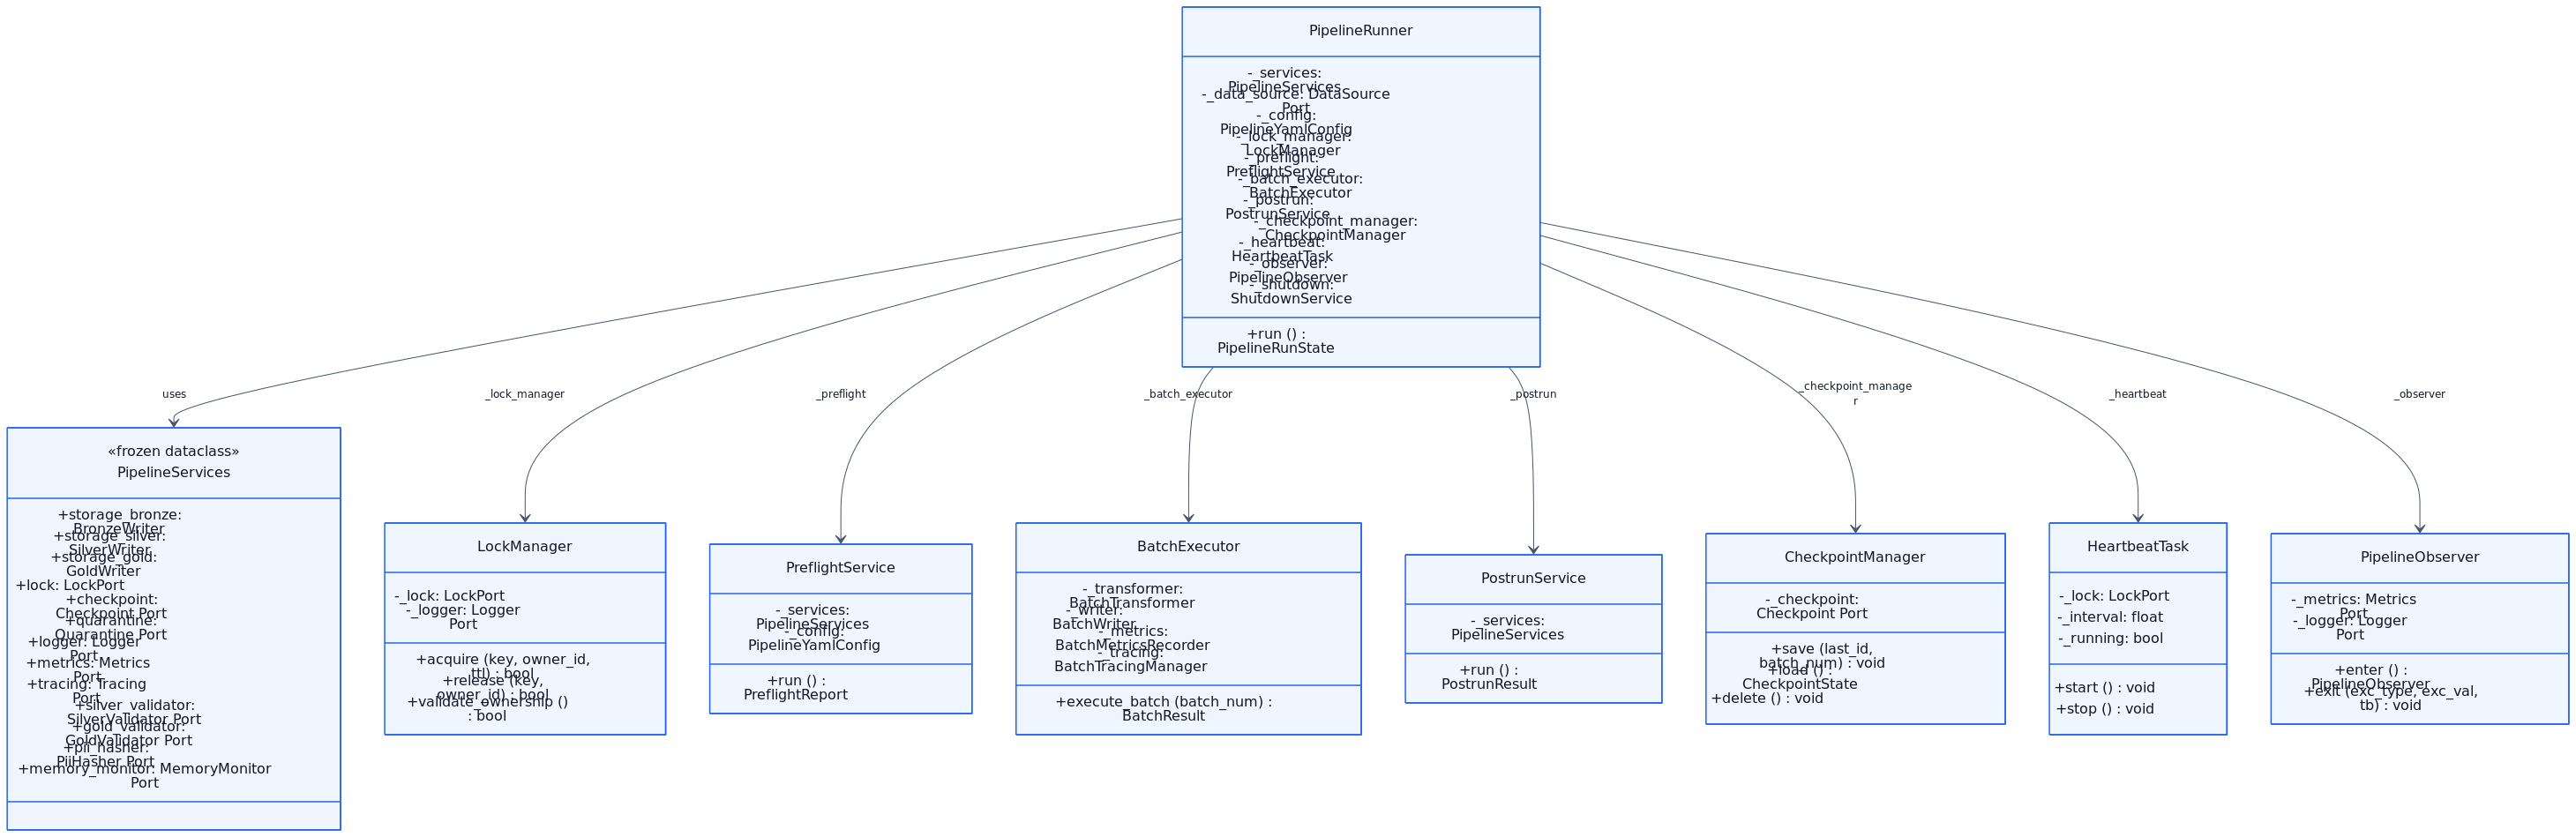 PipelineRunner
-_services:
PipelineServices
-_data_source: DataSource
Port
-_config:
PipelineYamlConfig
-_lock_manager:
LockManager
-_preflight:
PreflightService
-_batch_executor:
BatchExecutor
-_postrun:
PostrunService
-_checkpoint_manager:
CheckpointManager
-_heartbeat:
HeartbeatTask
-_observer:
PipelineObserver
-_shutdown:
ShutdownService
+run () :
PipelineRunState
uses
_lock_manager
_preflight
_batch_executor
_postrun
_checkpoint_manage
r
_heartbeat
_observer
«frozen dataclass»
PipelineServices
+storage_bronze:
BronzeWriter
+storage_silver:
SilverWriter
+storage_gold:
GoldWriter
+lock: LockPort
+checkpoint:
Checkpoint Port
+quarantine:
Quarantine Port
+logger: Logger
Port
+metrics: Metrics
Port
+tracing: Tracing
Port
+silver_validator:
SilverValidator Port
+gold_validator:
GoldValidator Port
+pii_hasher:
PiiHasher Port
+memory_monitor: MemoryMonitor
Port
LockManager
-_lock: LockPort
-_logger: Logger
Port
+acquire (key, owner_id,
ttl) : bool
+release (key,
owner_id) : bool
+validate_ownership ()
: bool
PreflightService
-_services:
PipelineServices
-_config:
PipelineYamlConfig
+run () :
PreflightReport
BatchExecutor
-_transformer:
BatchTransformer
-_writer:
BatchWriter
-_metrics:
BatchMetricsRecorder
-_tracing:
BatchTracingManager
+execute_batch (batch_num) :
BatchResult
PostrunService
-_services:
PipelineServices
+run () :
PostrunResult
CheckpointManager
-_checkpoint:
Checkpoint Port
+save (last_id,
batch_num) : void
+load () :
CheckpointState
+delete () : void
HeartbeatTask
-_lock: LockPort
-_interval: float
-_running: bool
+start () : void
+stop () : void
PipelineObserver
-_metrics: Metrics
Port
-_logger: Logger
Port
+enter () :
PipelineObserver
+exit (exc_type, exc_val,
tb) : void